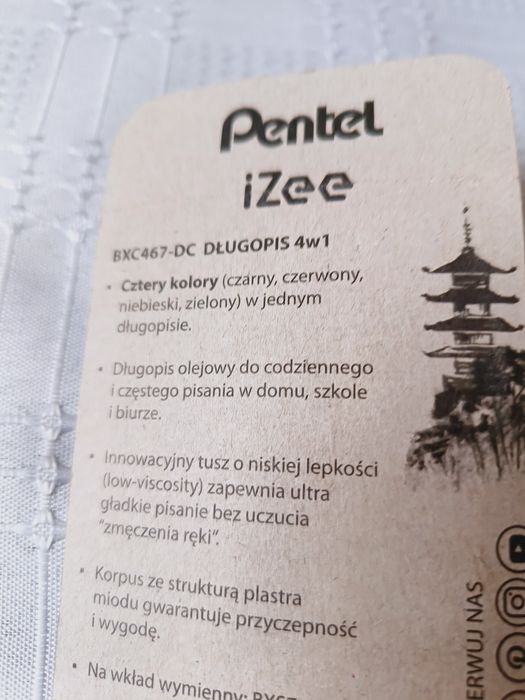 Pentel
iZee
BXC467-DC DŁUGOPIS 4w1
• Cztery kolory (czarny, czerwony,
niebieski, zielony) w jednym
długopisie.
• Długopis olejowy do codziennego
i częstego pisania w domu, szkole
i biurze.
• Innowacyjny tusz o niskiej lepkości
(low-viscosity) zapewnia ultra
gładkie pisanie bez uczucia
"zmęczenia ręki".
• Korpus ze strukturą plastra
miodu gwarantuje przyczepność
i wygodę.
• Na wkład wymienny:
ERWUJ NAS